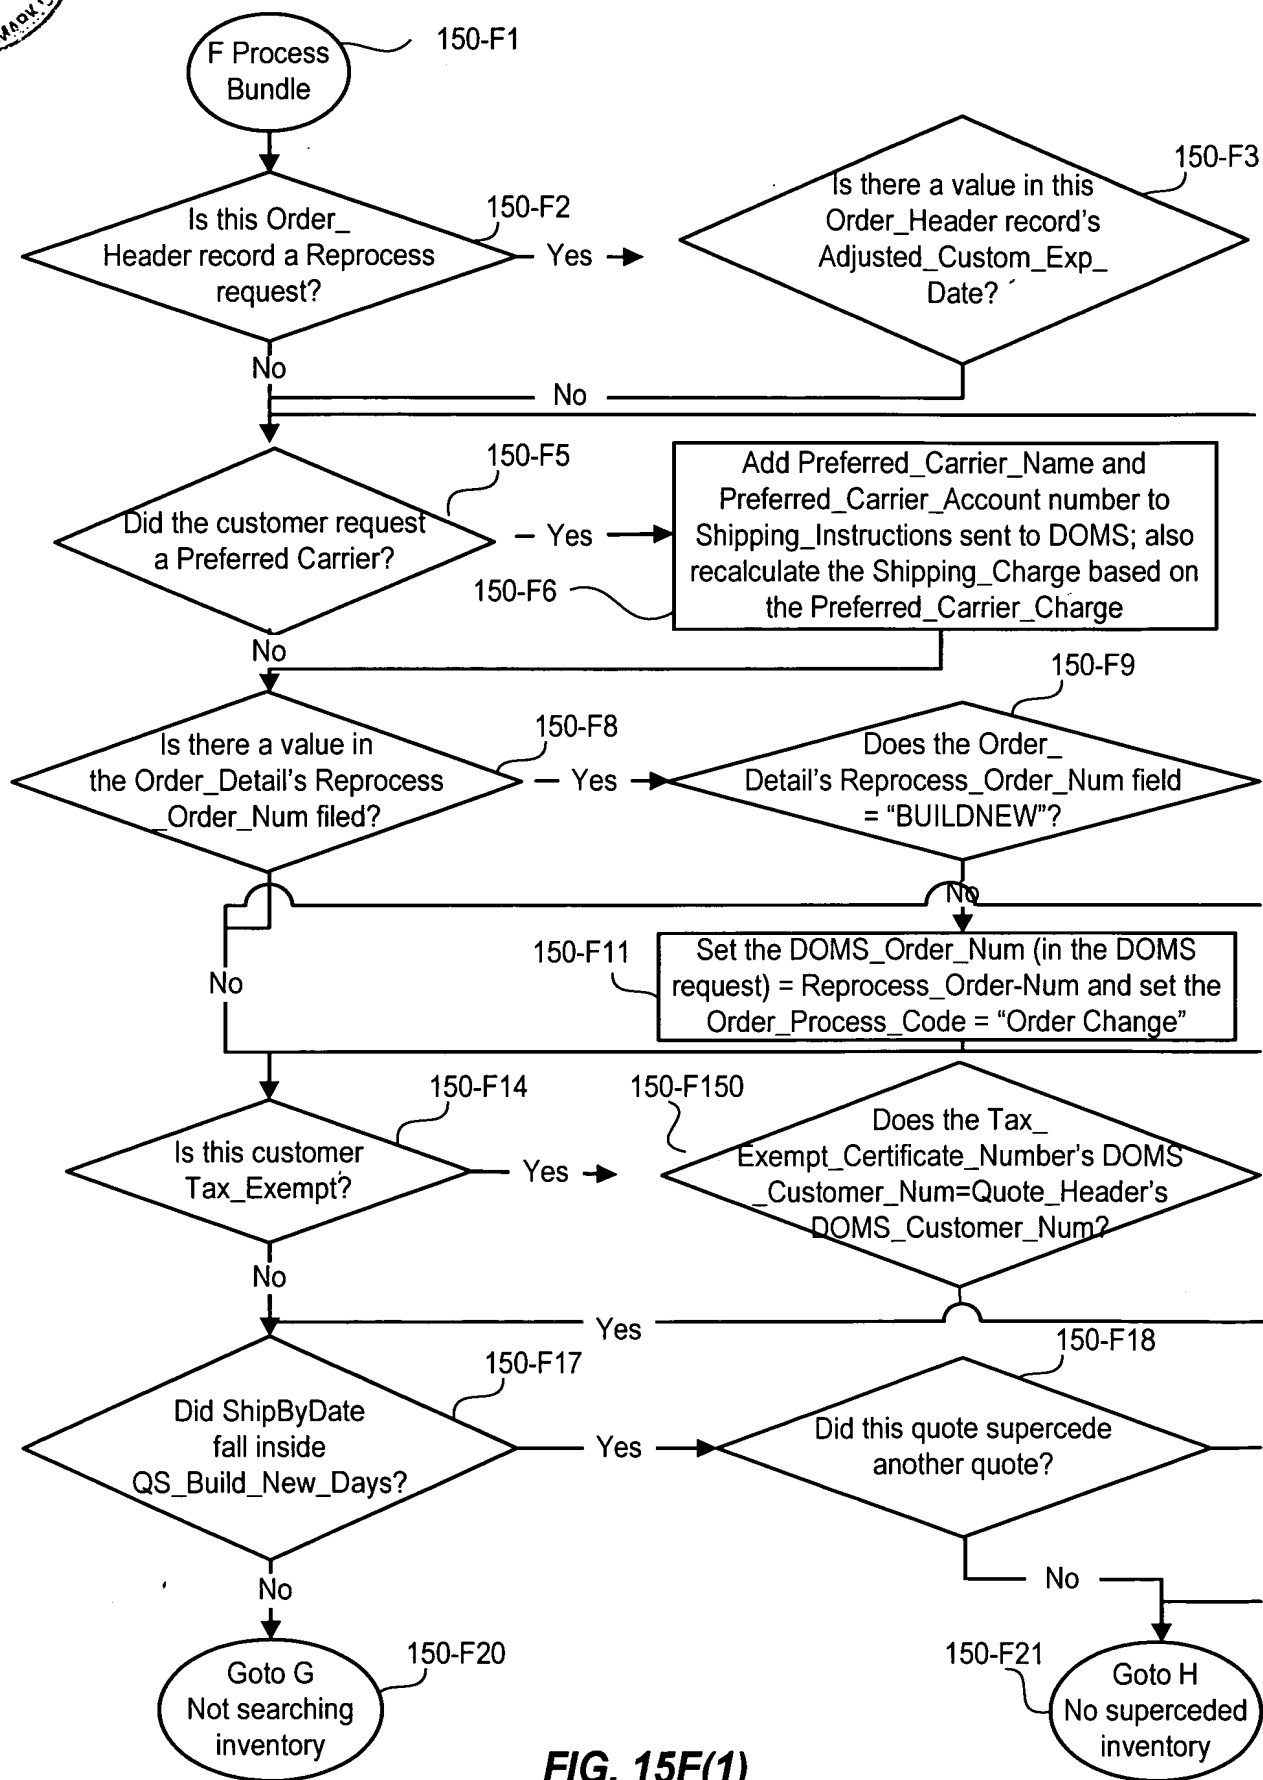 MARK
F Process
Bundle
150-F1
Is this Order_
Header record a Reprocess
request?
150-F2
Yes
Is there a value in this
Order_Header record's
Adjusted_Custom_Exp_
Date?
150-F3
No
No
Did the customer request
a Preferred Carrier?
150-F5
Yes
Add Preferred_Carrier_Name and
Preferred_Carrier_Account number to
Shipping_Instructions sent to DOMS; also
recalculate the Shipping_Charge based on
the Preferred_Carrier_Charge
150-F6
No
Is there a value in
the Order_Detail's Reprocess
_Order_Num filed?
150-F8
Yes
Does the Order_
Detail's Reprocess_Order_Num field
= “BUILDNEW”?
150-F9
No
No
150-F11
Set the DOMS_Order_Num (in the DOMS
request) = Reprocess_Order-Num and set the
Order_Process_Code = “Order Change”
Is this customer
Tax_Exempt?
150-F14
Yes
150-F150
Does the Tax_
Exempt_Certificate_Number's DOMS
_Customer_Num=Quote_Header's
DOMS_Customer_Num?
No
Yes
Did ShipByDate
fall inside
QS_Build_New_Days?
150-F17
Yes
Did this quote supercede
another quote?
150-F18
No
No
Goto G
Not searching
inventory
150-F20
150-F21
Goto H
No superceded
inventory
FIG. 15F(1)